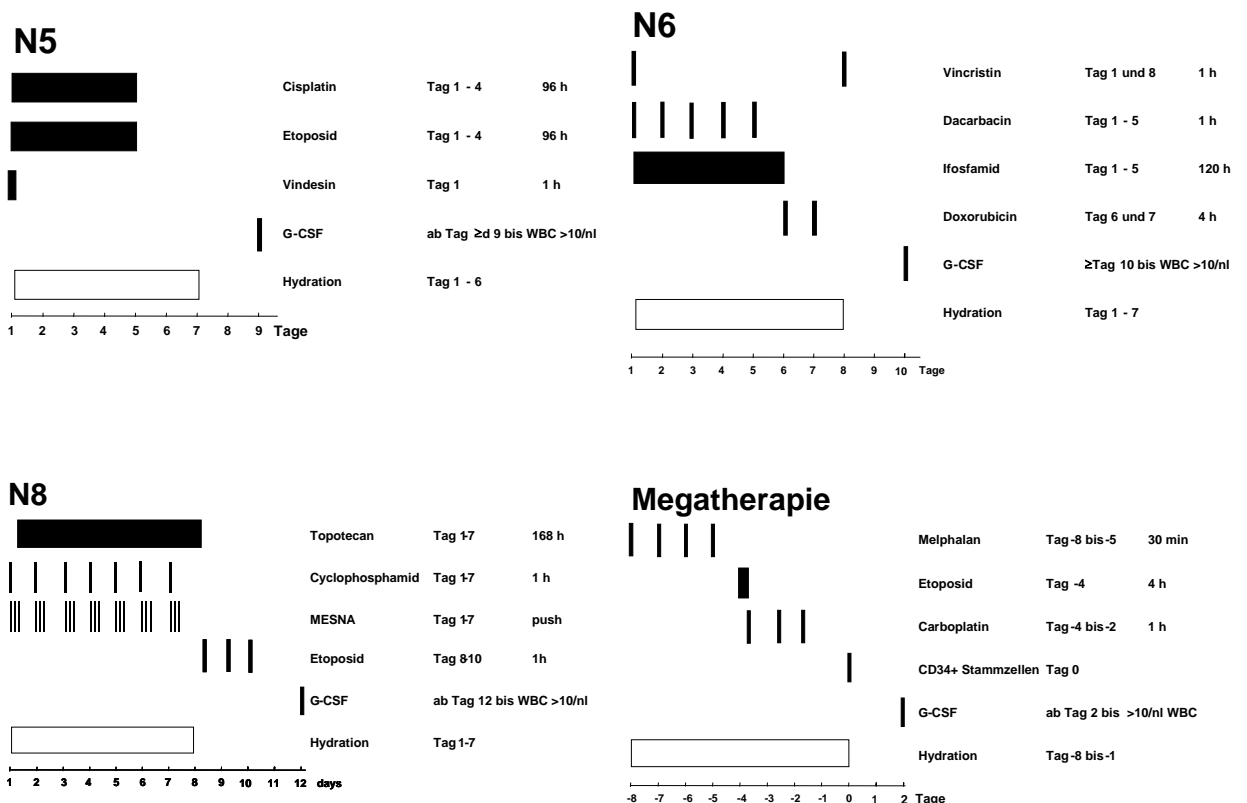 N5
Cisplatin Tag 1 - 4 96 h
Etoposid Tag 1 - 4 96 h
Vindesin Tag 1 1 h
G-CSF ab Tag ≥d 9 bis WBC >10/nl
Hydration Tag 1 - 6
1 2 3 4 5 6 7 8 9 Tage
N6
Vincristin Tag 1 und 8 1 h
Dacarbacin Tag 1 - 5 1 h
Ifosfamid Tag 1 - 5 120 h
Doxorubicin Tag 6 und 7 4 h
G-CSF ≥Tag 10 bis WBC >10/nl
Hydration Tag 1 - 7
1 2 3 4 5 6 7 8 9 10 Tage
N8
Topotecan Tag 1-7 168 h
Cyclophosphamid Tag 1-7 1 h
MESNA Tag 1-7 push
Etoposid Tag 8-10 1h
G-CSF ab Tag 12 bis WBC >10/nl
Hydration Tag 1-7
1 2 3 4 5 6 7 8 9 10 11 12 days
Megatherapie
Melphalan Tag -8 bis -5 30 min
Etoposid Tag -4 4 h
Carboplatin Tag -4 bis -2 1 h
CD34+ Stammzellen Tag 0
G-CSF ab Tag 2 bis >10/nl WBC
Hydration Tag -8 bis -1
-8 -7 -6 -5 -4 -3 -2 -1 0 2 Tage